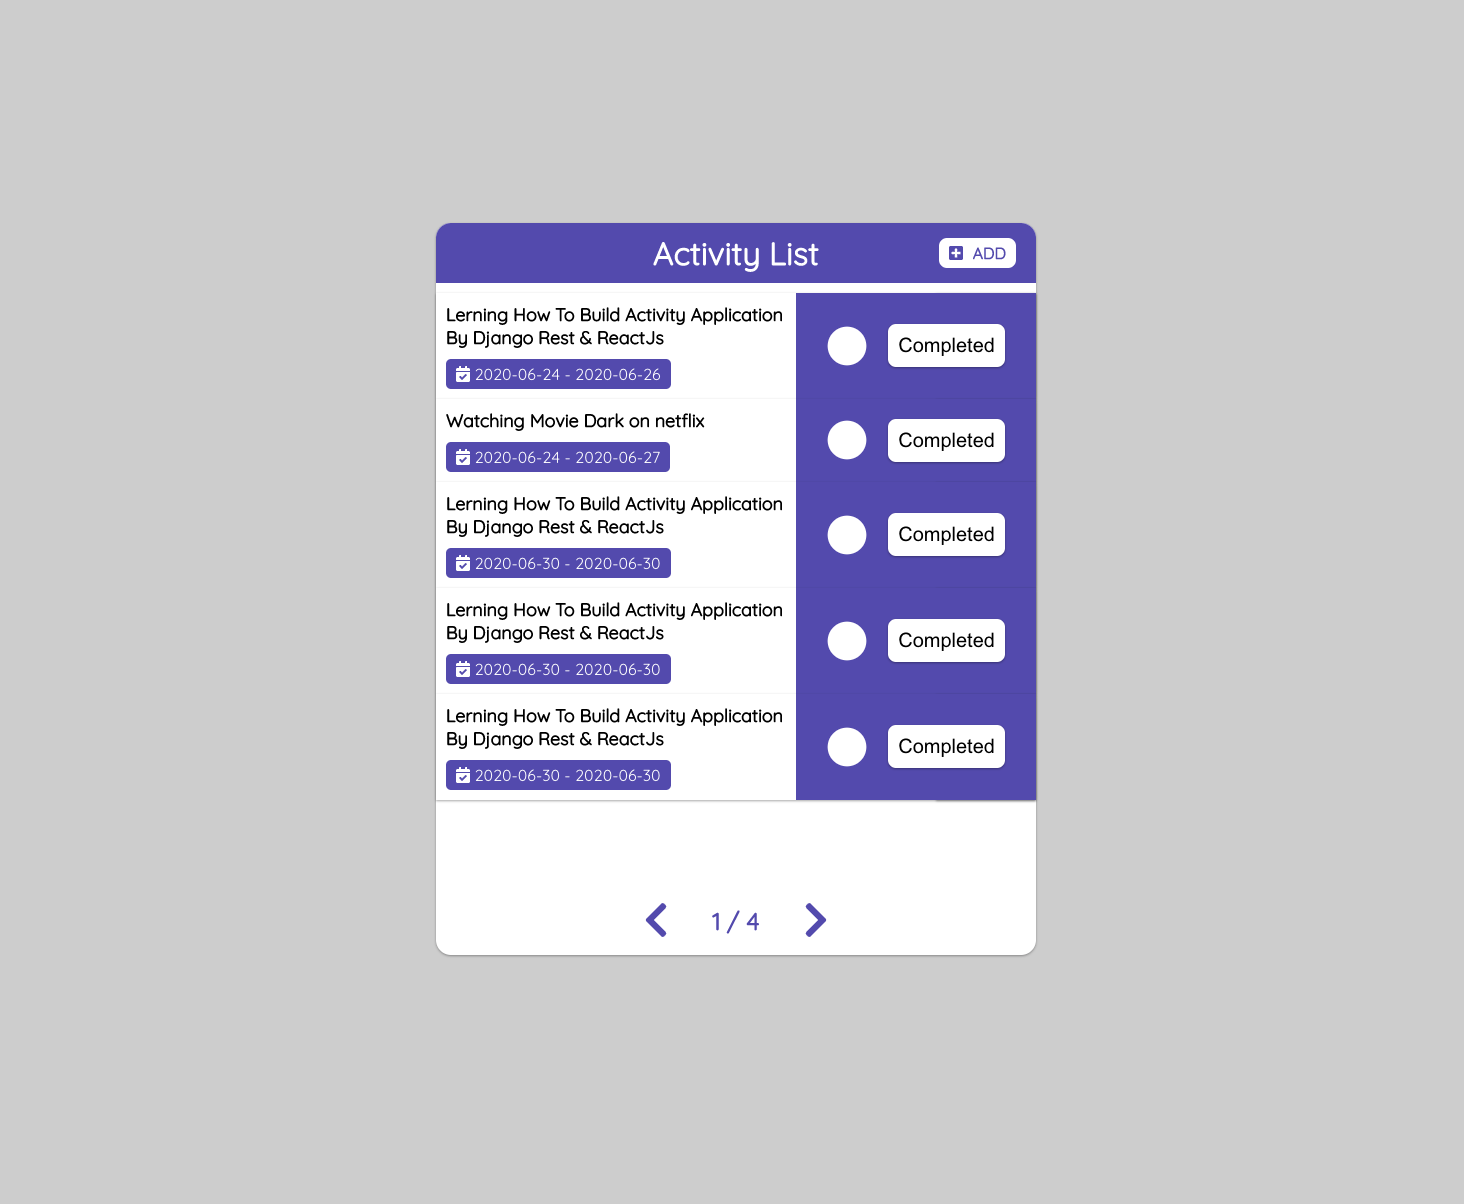 Activity List
ADD
Lerning How To Build Activity Application
By Django Rest & ReactJs
2020-06-24 - 2020-06-26
Completed
Watching Movie Dark on netflix
2020-06-24 - 2020-06-27
Completed
Lerning How To Build Activity Application
By Django Rest & ReactJs
2020-06-30 - 2020-06-30
Completed
Lerning How To Build Activity Application
By Django Rest & ReactJs
2020-06-30 - 2020-06-30
Completed
Lerning How To Build Activity Application
By Django Rest & ReactJs
2020-06-30 - 2020-06-30
Completed
1 / 4